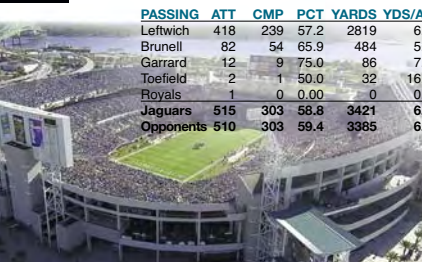 PASSING ATT CMP PCT YARDS YDS/A
Leftwich 418 239 57.2 2819 6
Brunell 82 54 65.9 484 5
Garrard 12 9 75.0 86 7
Toefield 2 1 50.0 32 16
Royals 1 0 0.00 0 0
Jaguars 515 303 58.8 3421 6
Opponents 510 303 59.4 3385 6